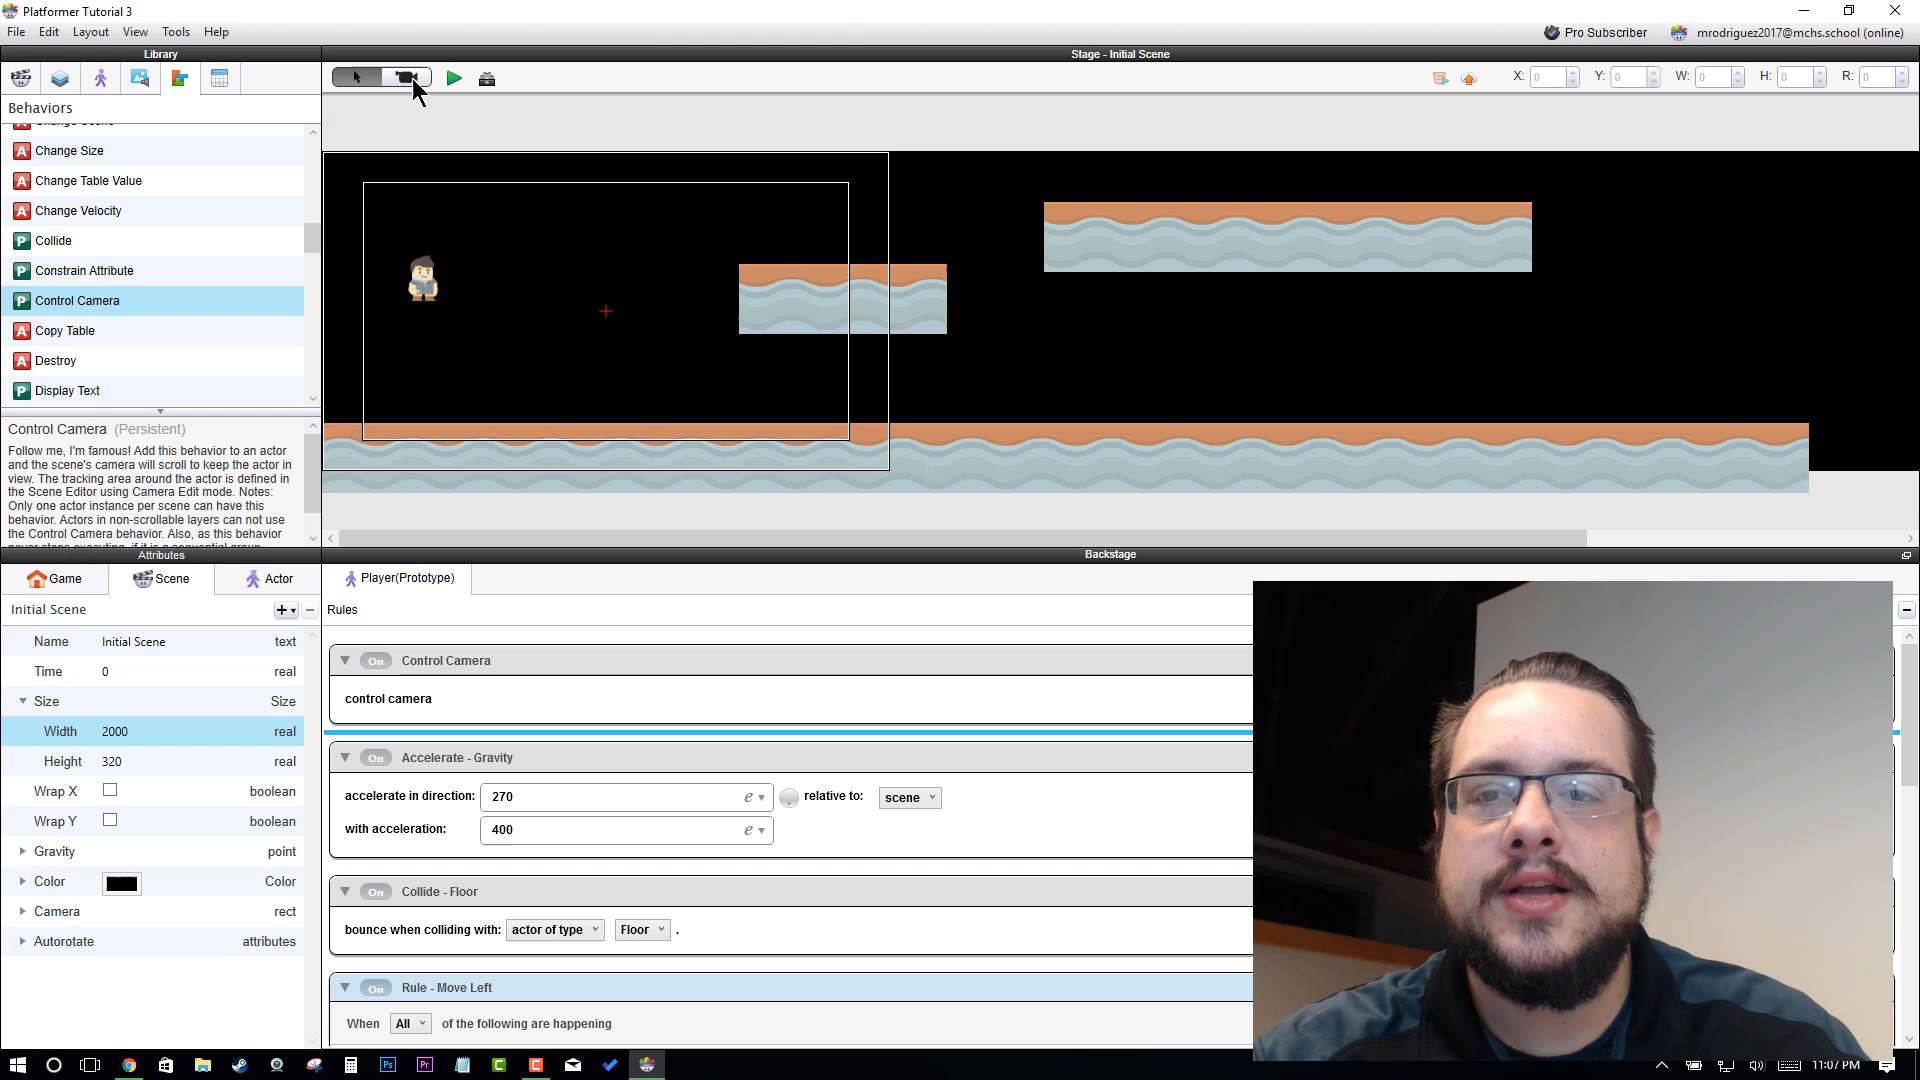 Platformer Tutorial 3
File Edit Layout View Tools Help
Pro Subscriber mrodriguez2017@mchs.school (online)
Library
Stage - Initial Scene
X: 0 Y: 0 W: 0 H: 0 R: 0
Behaviors
Change Size
Change Table Value
Change Velocity
Collide
Constrain Attribute
Control Camera
Copy Table
Destroy
Display Text
Control Camera (Persistent)
Follow me, I'm famous! Add this behavior to an actor
and the scene's camera will scroll to keep the actor in
view. The tracking area around the actor is defined in
the Scene Editor using Camera Edit mode. Notes:
Only one actor instance per scene can have this
behavior. Actors in non-scrollable layers can not use
the Control Camera behavior. Also, as this behavior
Attributes
Backstage
Game Scene Actor
Player(Prototype)
Initial Scene
Rules
Name Initial Scene text
Time 0 real
Size Size
Width 2000 real
Height 320 real
Wrap X boolean
Wrap Y boolean
Gravity point
Color Color
Camera rect
Autorotate attributes
On Control Camera
control camera
On Accelerate - Gravity
accelerate in direction: 270 e relative to: scene
with acceleration: 400 e
On Collide - Floor
bounce when colliding with: actor of type Floor .
On Rule - Move Left
When All of the following are happening
11:07 PM